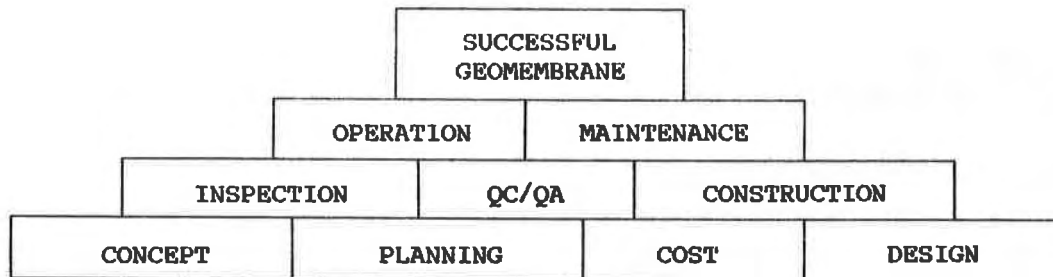 SUCCESSFUL
GEOMEMBRANE
OPERATION MAINTENANCE
INSPECTION QC/QA CONSTRUCTION
CONCEPT PLANNING COST DESIGN